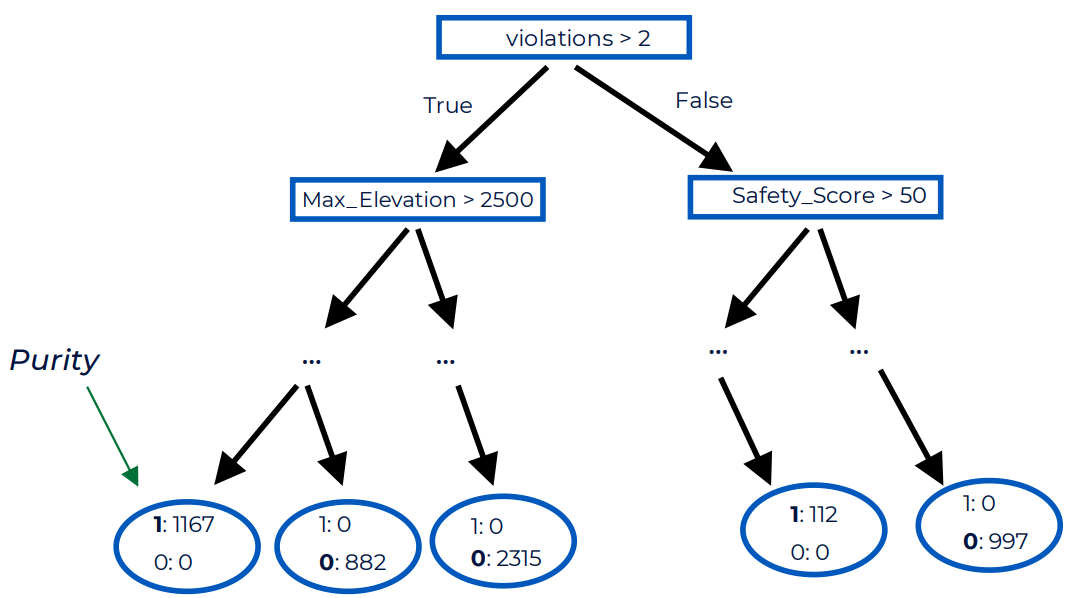 violations > 2
True
False
Max_Elevation > 2500
Safety_Score > 50
Purity
...
...
...
...
1: 1167
0: 0
1: 0
0: 882
1: 0
0: 2315
1: 112
0: 0
1: 0
0: 997